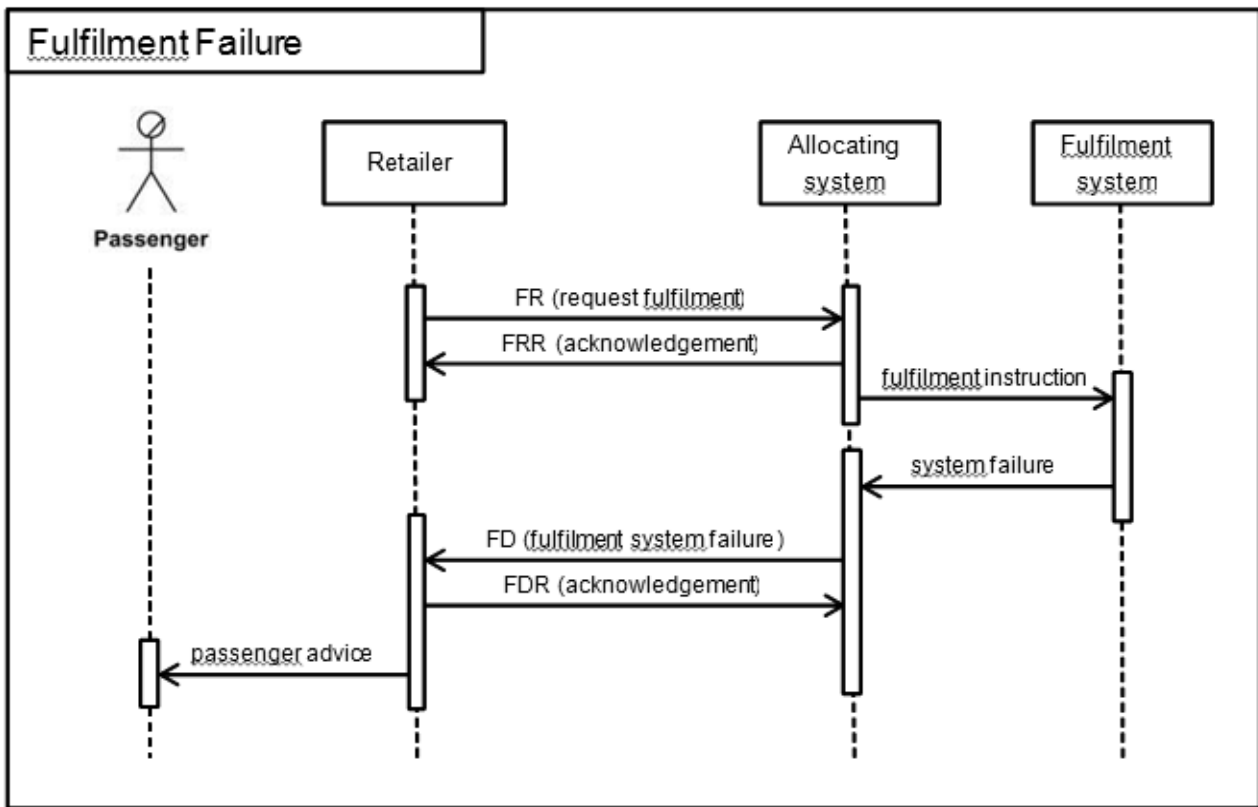 Fulfilment Failure
Passenger
Retailer
Allocating
system
Fulfilment
system
FR (request fulfilment)
FRR (acknowledgement)
fulfilment instruction
system failure
FD (fulfilment system failure)
FDR (acknowledgement)
passenger advice